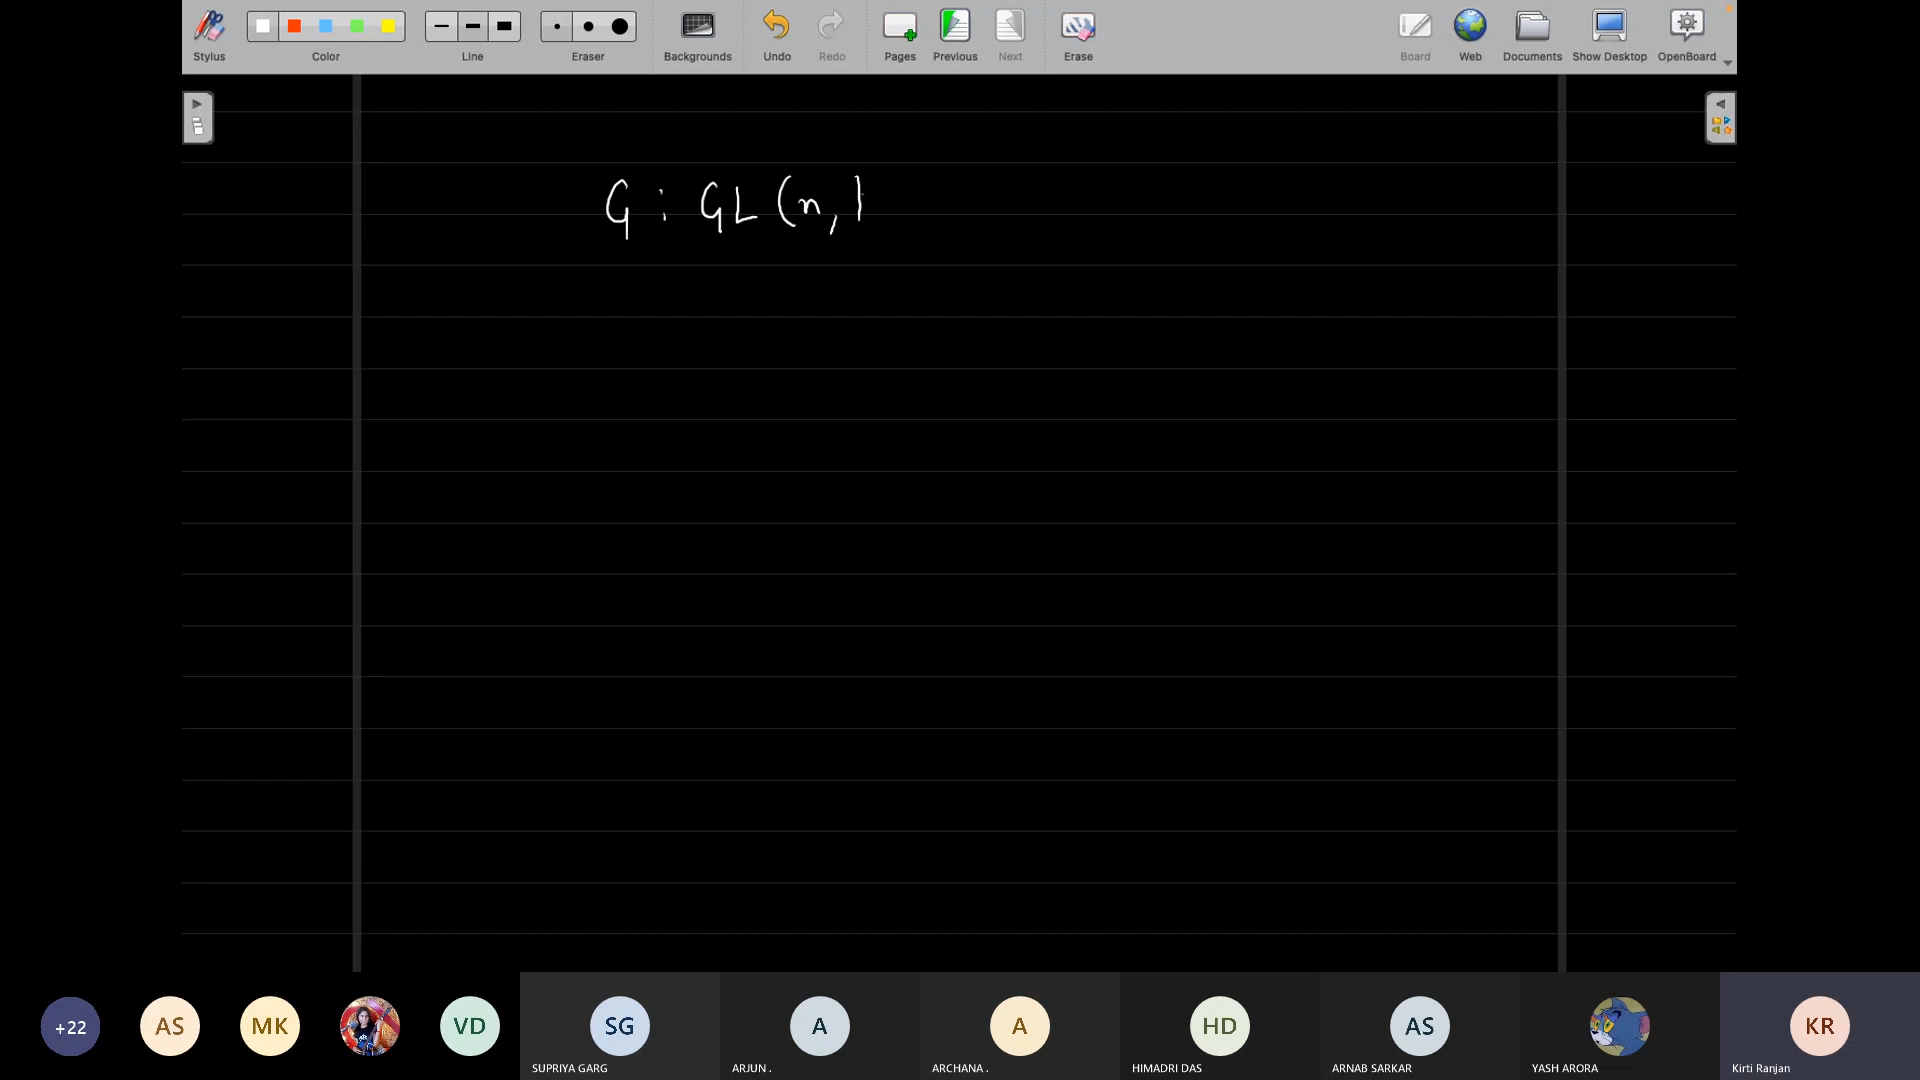 Stylus Color Line Eraser Backgrounds Undo Redo Pages Previous Next Erase Board Web Documents Show Desktop OpenBoard
G : GL (n,
+22 AS MK VD SG A A HD AS KR
SUPRIYA GARG ARJUN . ARCHANA . HIMADRI DAS ARNAB SARKAR YASH ARORA Kirti Ranjan